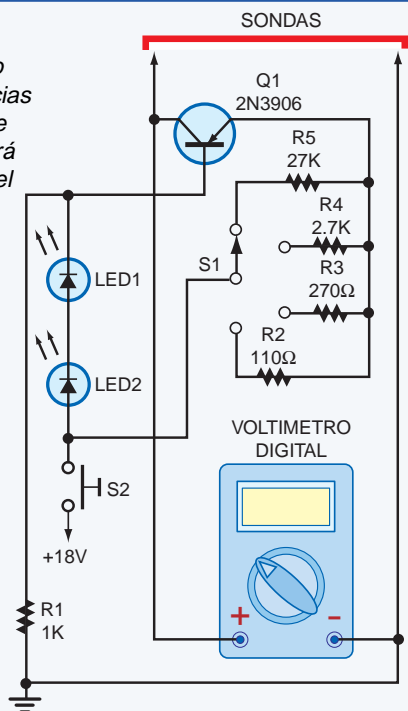 SONDAS
Q1
2N3906
R5
27K
R4
2.7K
R3
270Ω
S1
R2
110Ω
LED1
LED2
S2
+18V
VOLTIMETRO
DIGITAL
+ -
R1
1K